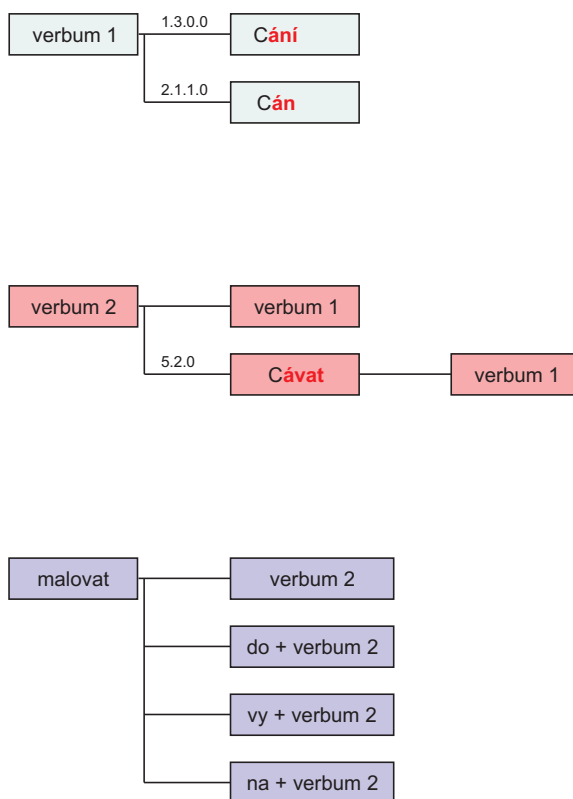 verbum 1
1.3.0.0
Cání
2.1.1.0
Cán
verbum 2
verbum 1
5.2.0
Cávat
verbum 1
malovat
verbum 2
do + verbum 2
vy + verbum 2
na + verbum 2